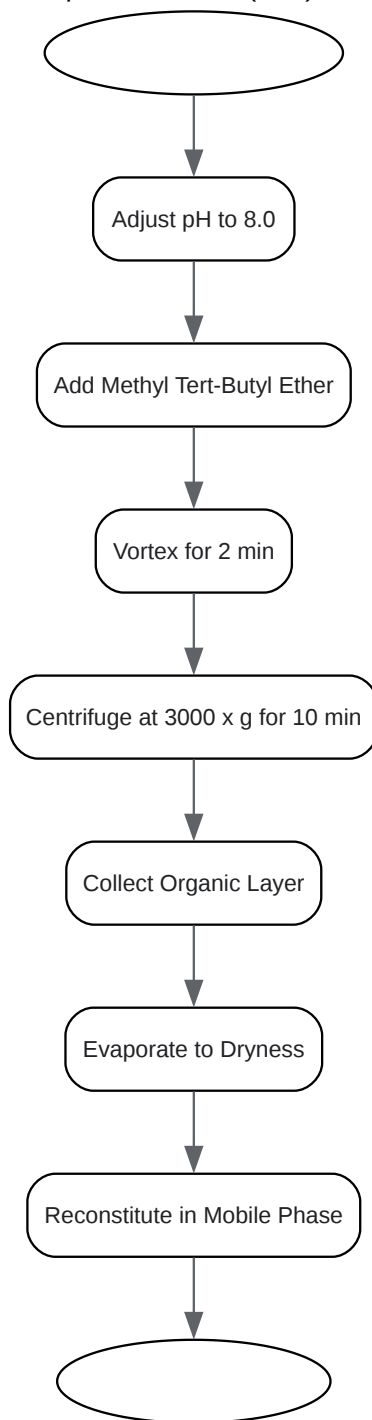 Adjust pH to 8.0
Add Methyl Tert-Butyl Ether
Vortex for 2 min
Centrifuge at 3000 x g for 10 min
Collect Organic Layer
Evaporate to Dryness
Reconstitute in Mobile Phase